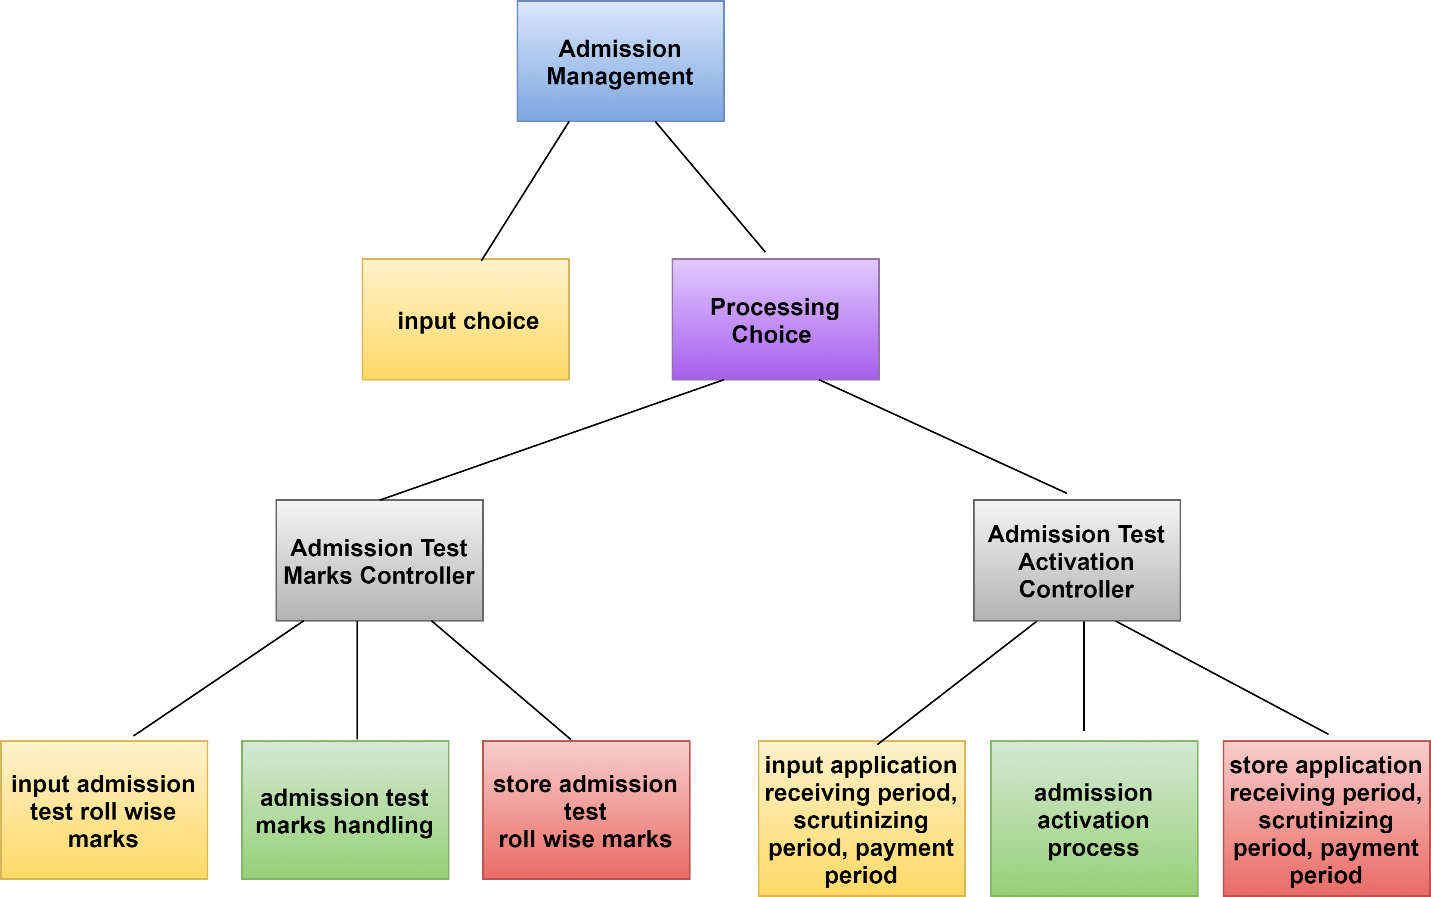 Admission
Management
input choice
Processing
Choice
Admission Test
Marks Controller
Admission Test
Activation
Controller
input admission
test roll wise
marks
admission test
marks handling
store admission
test
roll wise marks
input application
receiving period,
scrutinizing
period, payment
period
admission
activation
process
store application
receiving period,
scrutinizing
period, payment
period